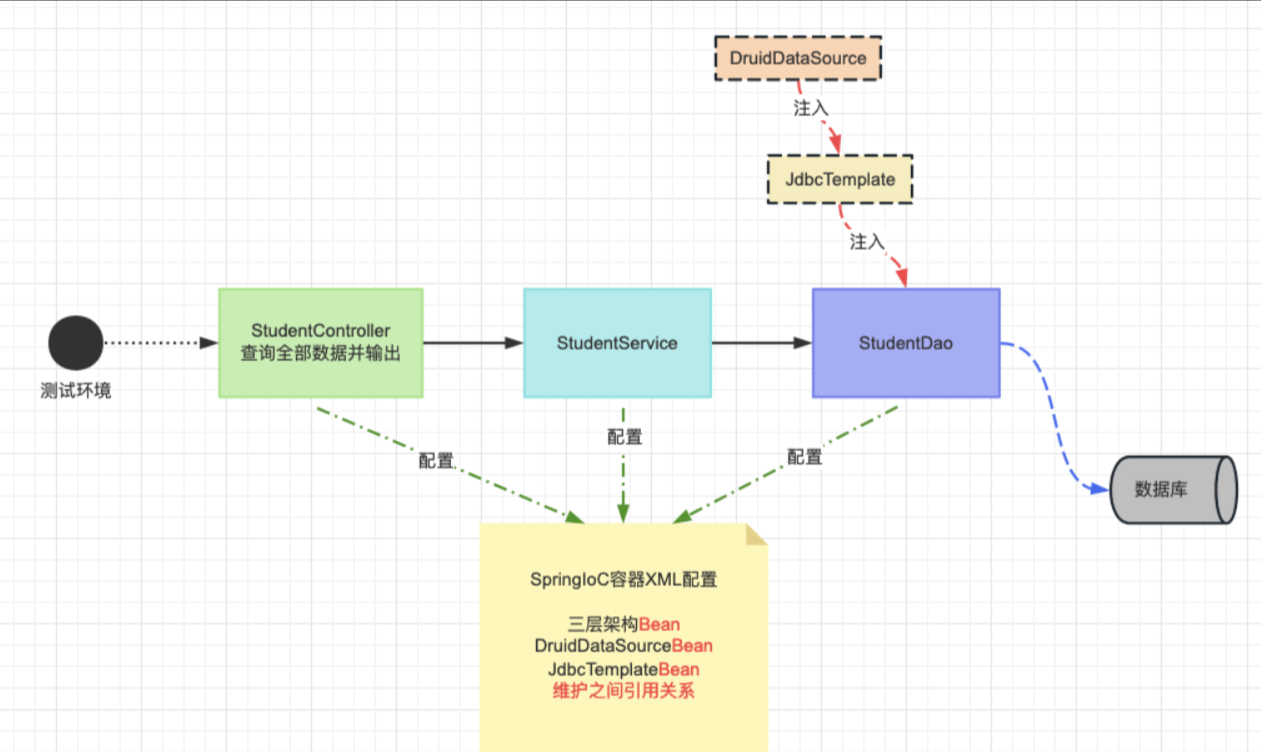 DruidDataSource
注入
JdbcTemplate
注入
StudentController
查询全部数据并输出
StudentService
StudentDao
测试环境
配置
配置
配置
数据库
SpringIoC容器XML配置
三层架构Bean
DruidDataSourceBean
JdbcTemplateBean
维护之间引用关系